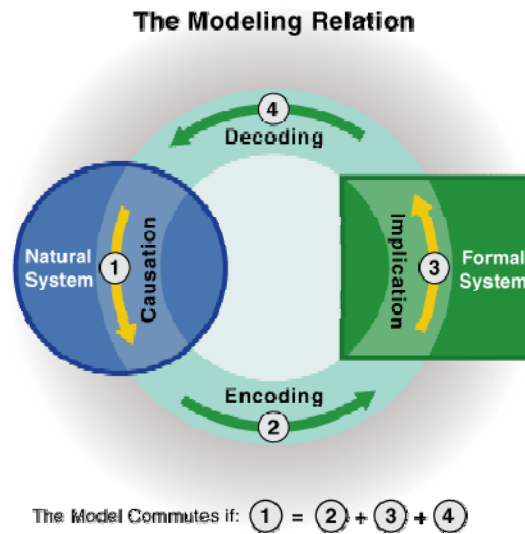 The Modeling Relation
4
Decoding
Natural
System
1
Causation
Implication
3
Formal
System
Encoding
2
The Model Commutes if: 1 = 2 + 3 + 4